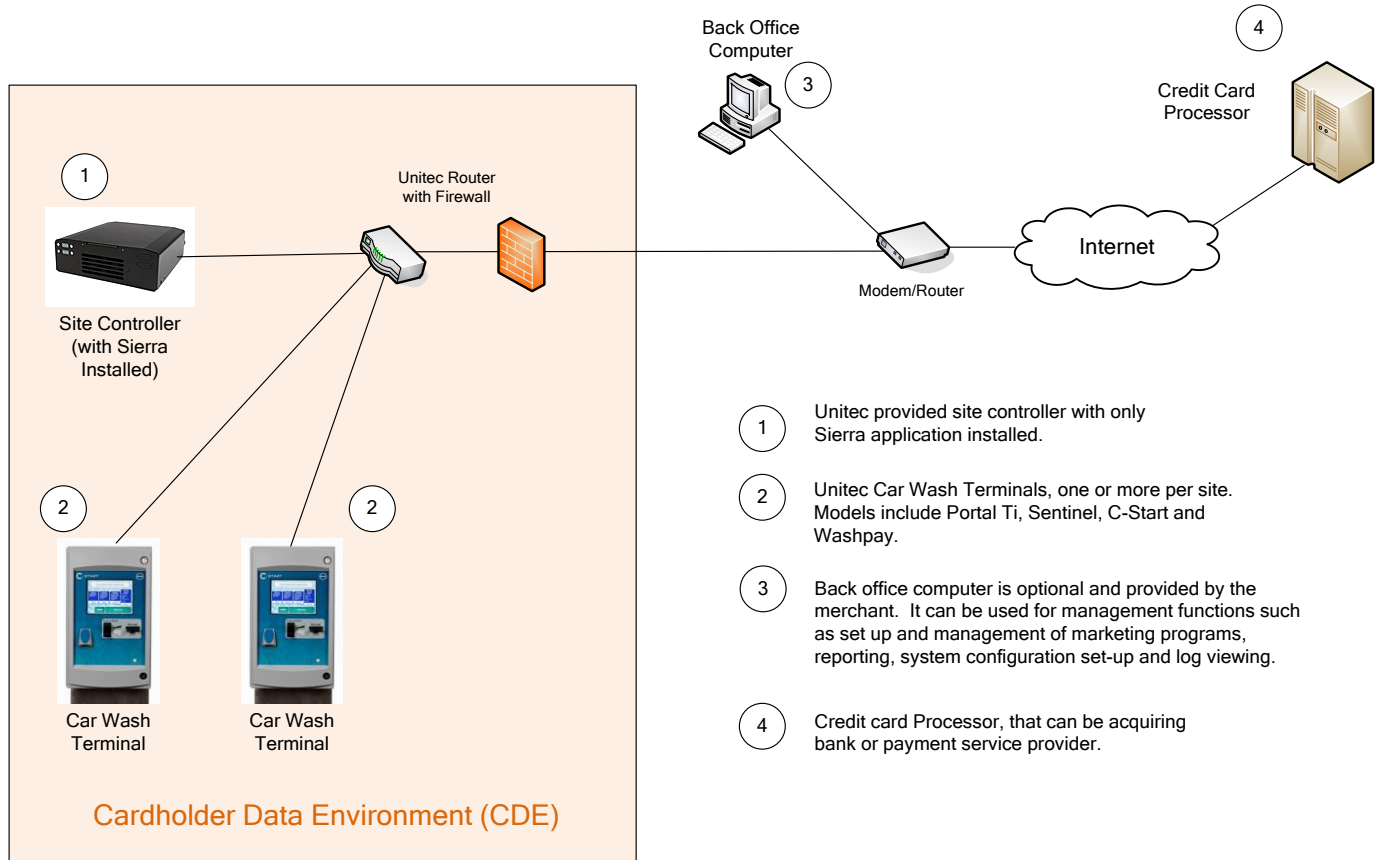 Back Office
Computer
3
4
Credit Card
Processor
1
Unitec Router
with Firewall
Internet
Modem/Router
Site Controller
(with Sierra
Installed)
2
2
Car Wash
Terminal
Car Wash
Terminal
Cardholder Data Environment (CDE)
1
Unitec provided site controller with only
Sierra application installed.
2
Unitec Car Wash Terminals, one or more per site.
Models include Portal Ti, Sentinel, C-Start and
Washpay.
3
Back office computer is optional and provided by the
merchant. It can be used for management functions such
as set up and management of marketing programs,
reporting, system configuration set-up and log viewing.
4
Credit card Processor, that can be acquiring
bank or payment service provider.